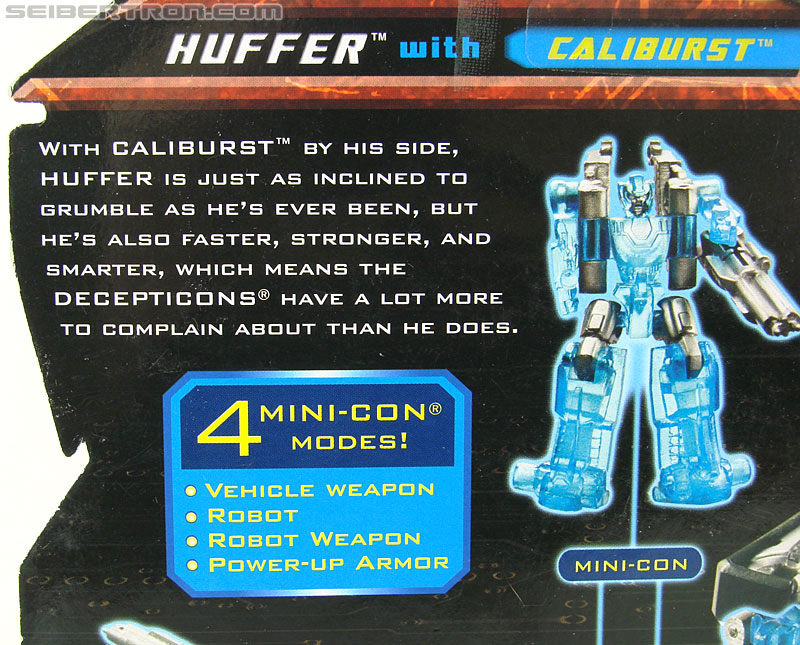 SEIBERTRON.COM
HUFFER™ with CALIBURST™
WITH CALIBURST™ BY HIS SIDE,
HUFFER IS JUST AS INCLINED TO
GRUMBLE AS HE'S EVER BEEN, BUT
HE'S ALSO FASTER, STRONGER, AND
SMARTER, WHICH MEANS THE
DECEPTICONS® HAVE A LOT MORE
TO COMPLAIN ABOUT THAN HE DOES.
4 MINI-CON®
MODES!
• VEHICLE WEAPON
• ROBOT
• ROBOT WEAPON
• POWER-UP ARMOR
MINI-CON